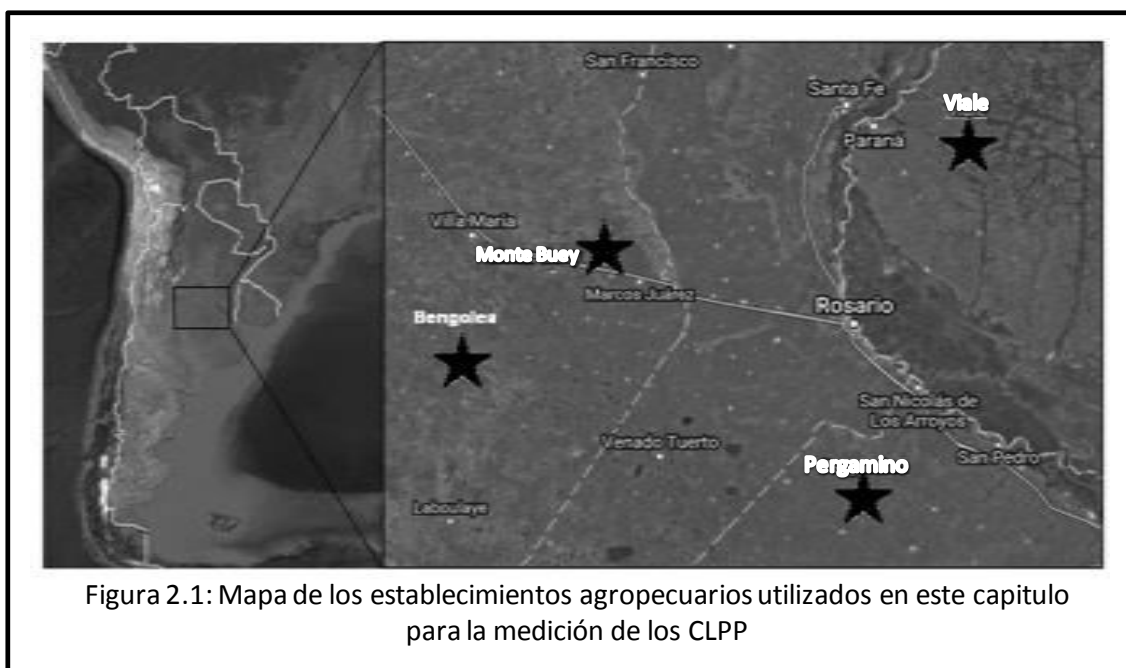 San Francisco
Santa Fe
Viale
Paraná
Villa María
Monte Buey
Marcos Juárez
Bengolea
Rosario
San Nicolás de
Los Arroyos
Venado Tuerto
San Pedro
Pergamino
Laboulaye
Figura 2.1: Mapa de los establecimientos agropecuarios utilizados en este capitulo
para la medición de los CLPP